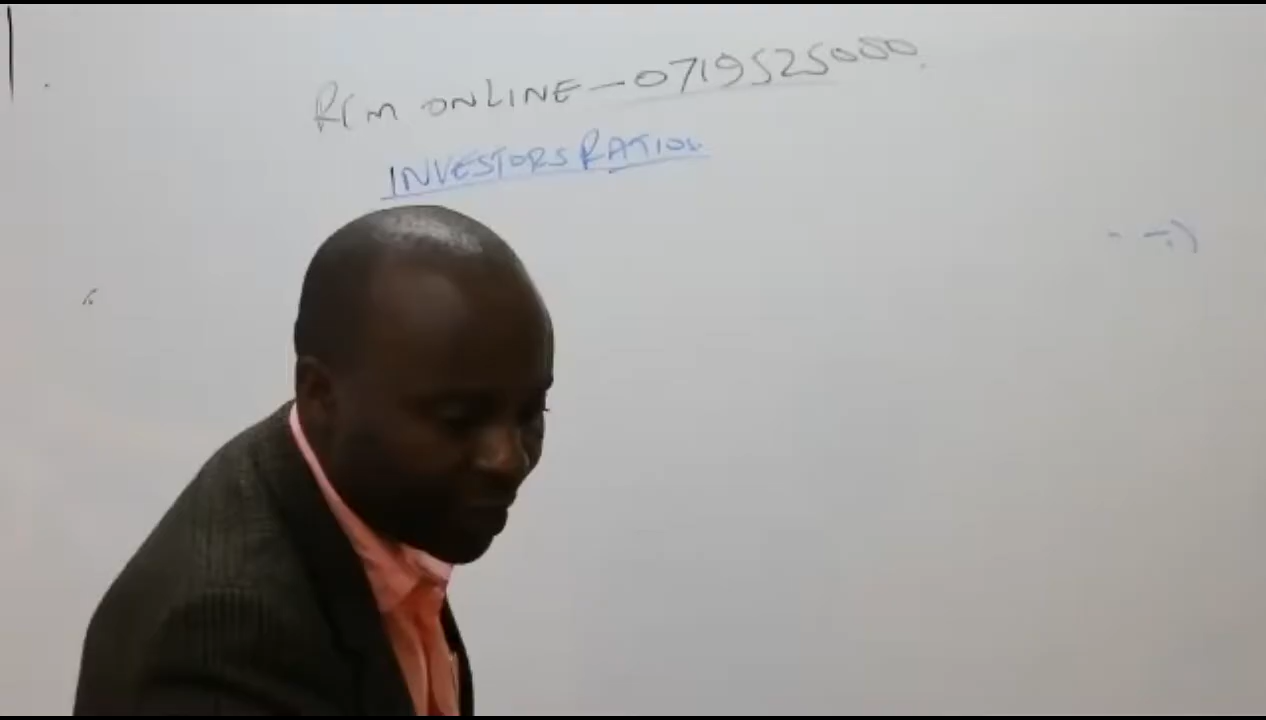 RCM ONLINE - 0719525000.
INVESTORS RATIOS.